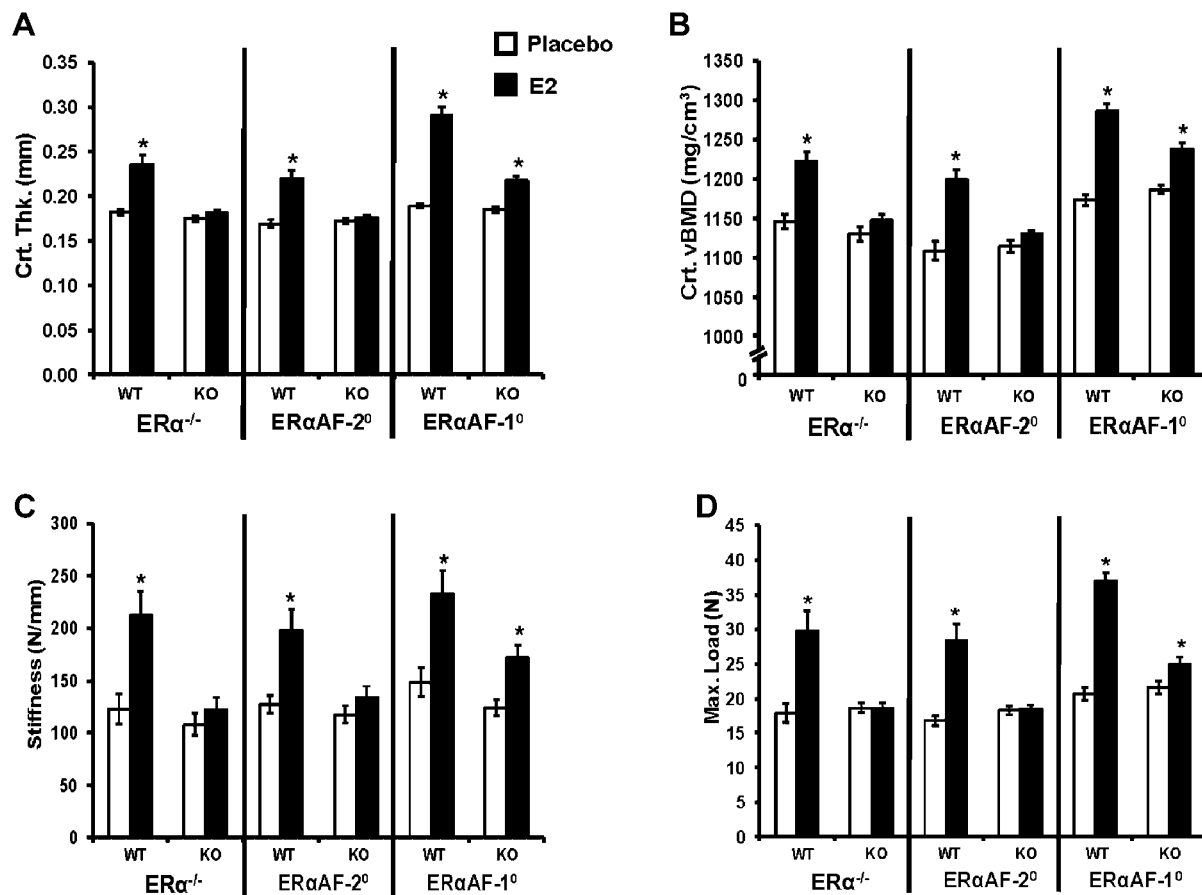 A
Placebo
E2
Crt. Thk. (mm)
0.35
0.30
0.25
0.20
0.15
0.10
0.05
0.00
* * * *
WT KO WT KO WT KO
ERα-/- ERαAF-2⁰ ERαAF-1⁰
B
Crt. vBMD (mg/cm³)
1350
1300
1250
1200
1150
1100
1050
1000
0
* * * *
WT KO WT KO WT KO
ERα-/- ERαAF-2⁰ ERαAF-1⁰
C
Stiffness (N/mm)
300
250
200
150
100
50
0
* * * *
WT KO WT KO WT KO
ERα-/- ERαAF-2⁰ ERαAF-1⁰
D
Max. Load (N)
45
40
35
30
25
20
15
10
5
0
* * * *
WT KO WT KO WT KO
ERα-/- ERαAF-2⁰ ERαAF-1⁰